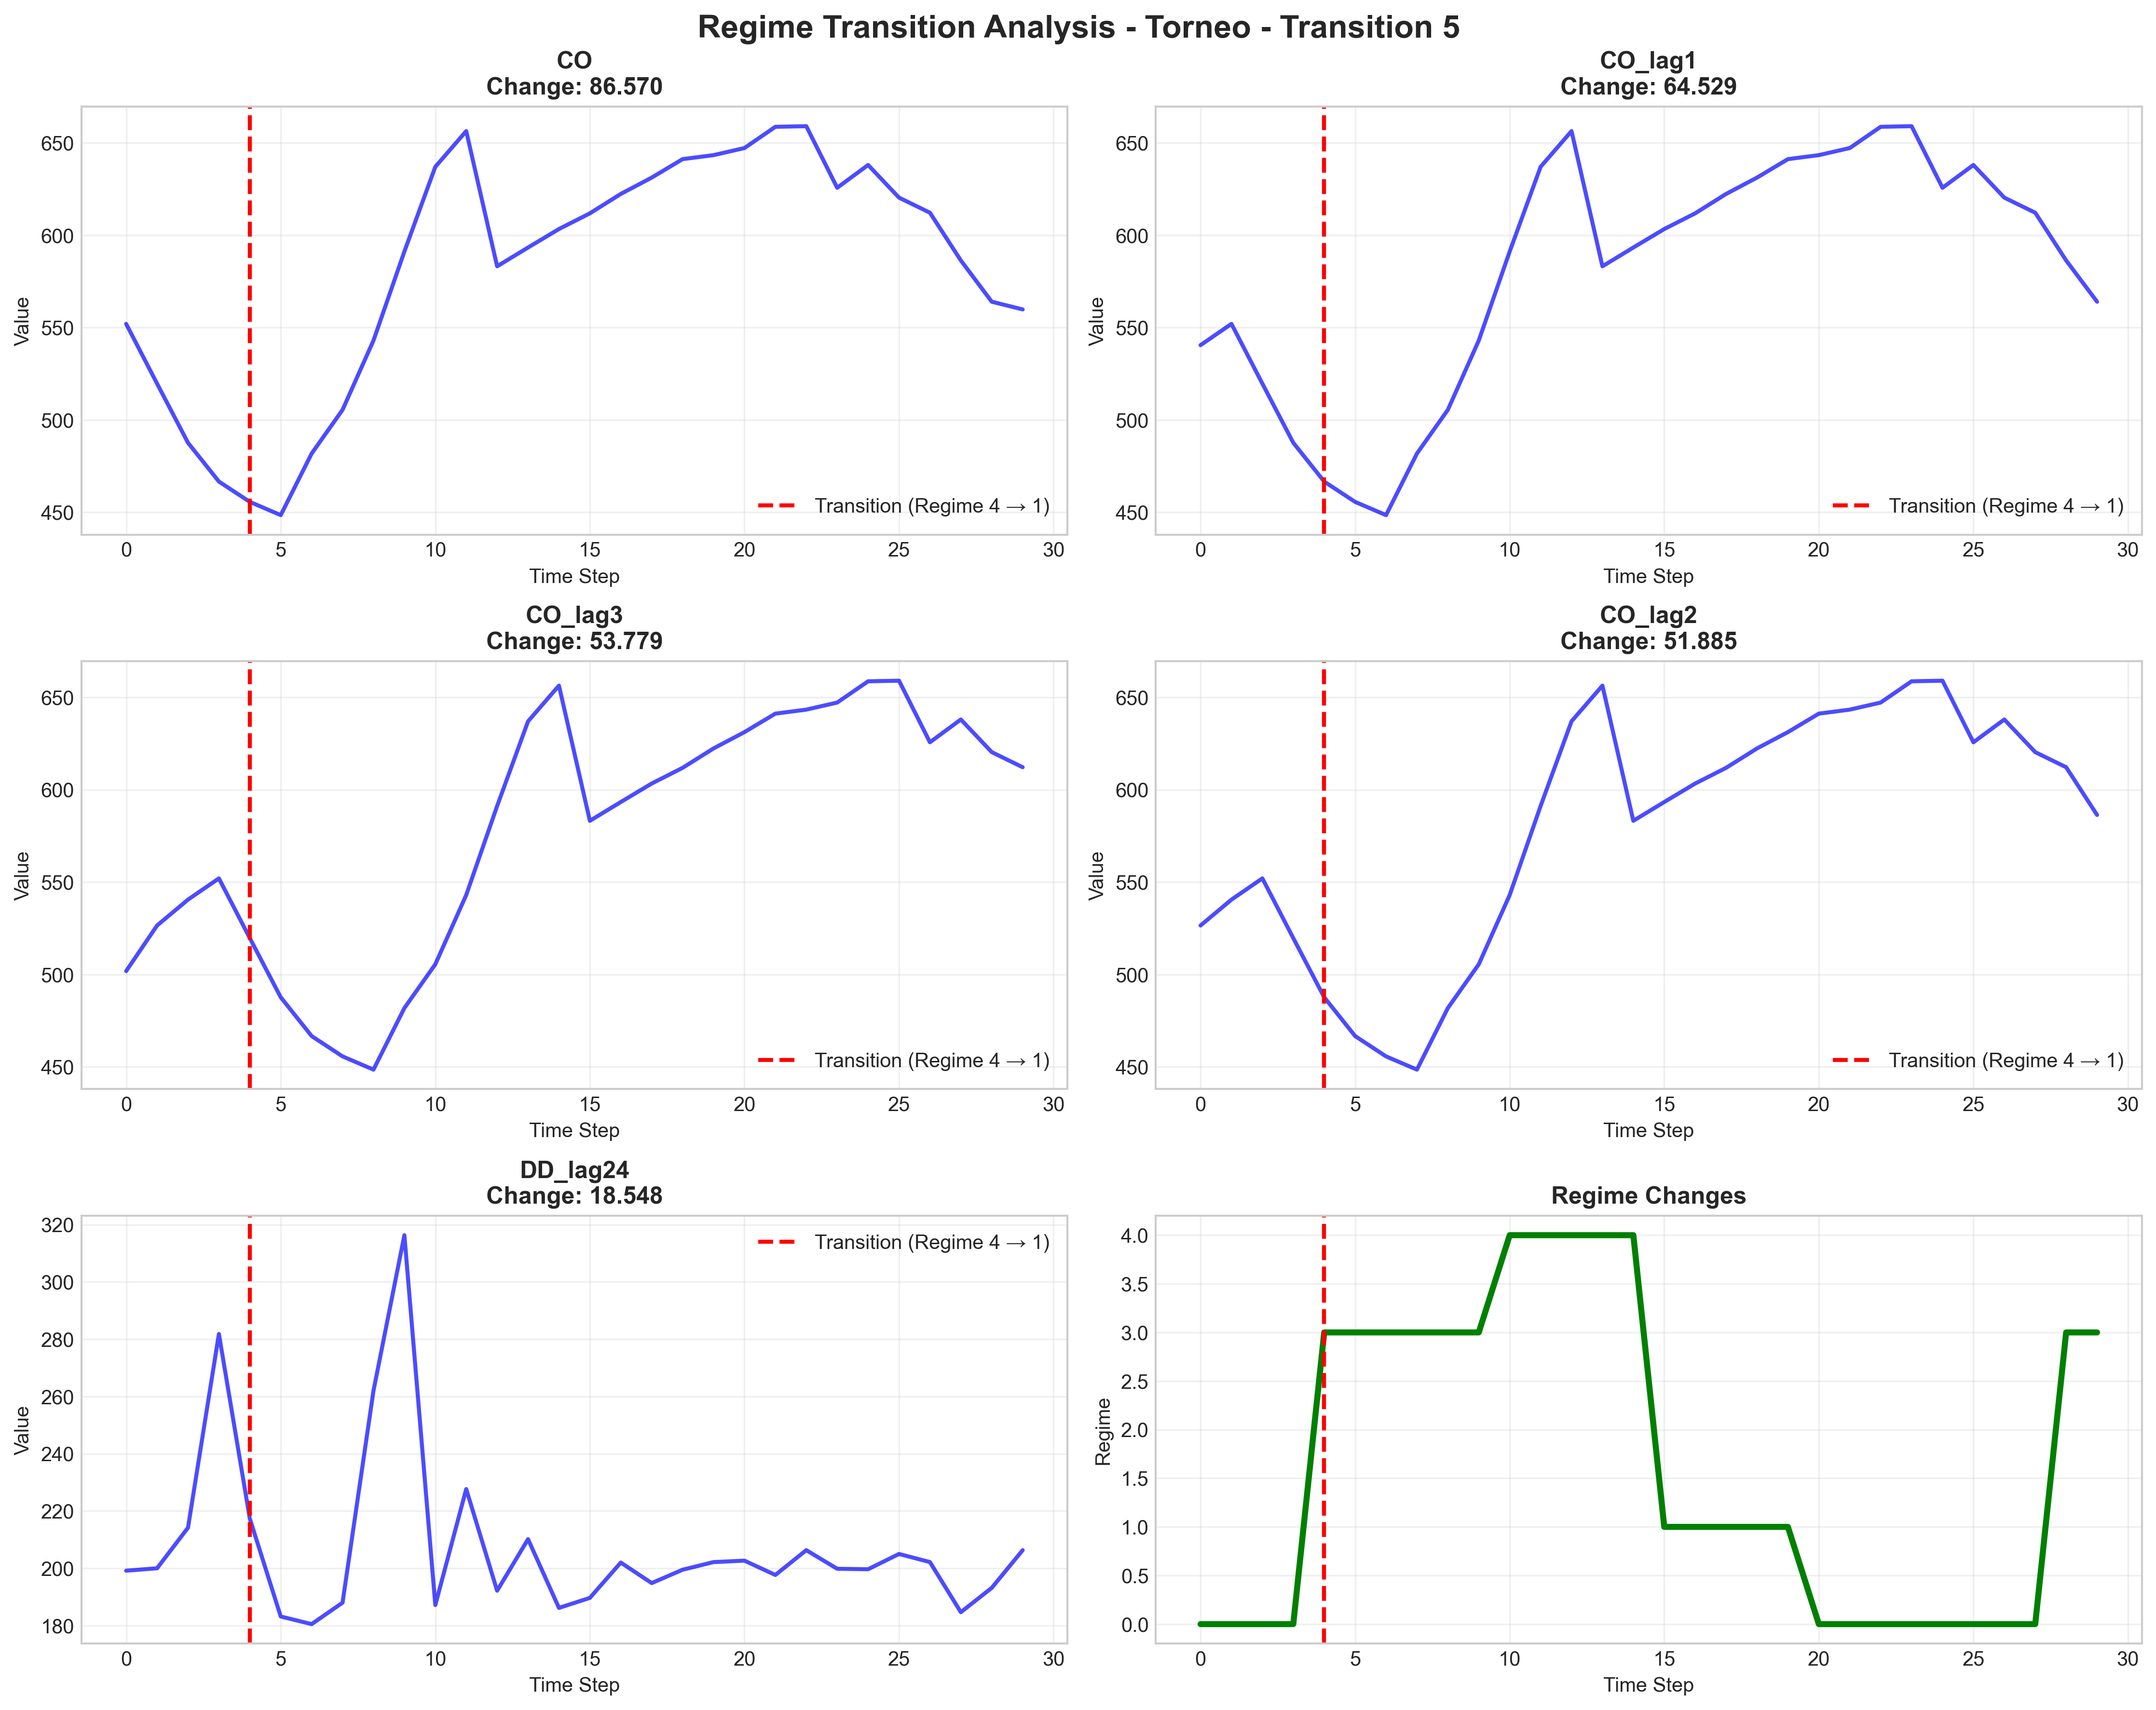 Regime Transition Analysis - Torneo - Transition 5
CO
Change: 86.570
650
600
550
500
450
Value
0 5 10 15 20 25 30
Time Step
Transition (Regime 4 → 1)
CO_lag1
Change: 64.529
650
600
550
500
450
Value
0 5 10 15 20 25 30
Time Step
Transition (Regime 4 → 1)
CO_lag3
Change: 53.779
650
600
550
500
450
Value
0 5 10 15 20 25 30
Time Step
Transition (Regime 4 → 1)
CO_lag2
Change: 51.885
650
600
550
500
450
Value
0 5 10 15 20 25 30
Time Step
Transition (Regime 4 → 1)
DD_lag24
Change: 18.548
320
300
280
260
240
220
200
180
Value
0 5 10 15 20 25 30
Time Step
Transition (Regime 4 → 1)
Regime Changes
4.0
3.5
3.0
2.5
2.0
1.5
1.0
0.5
0.0
Regime
0 5 10 15 20 25 30
Time Step